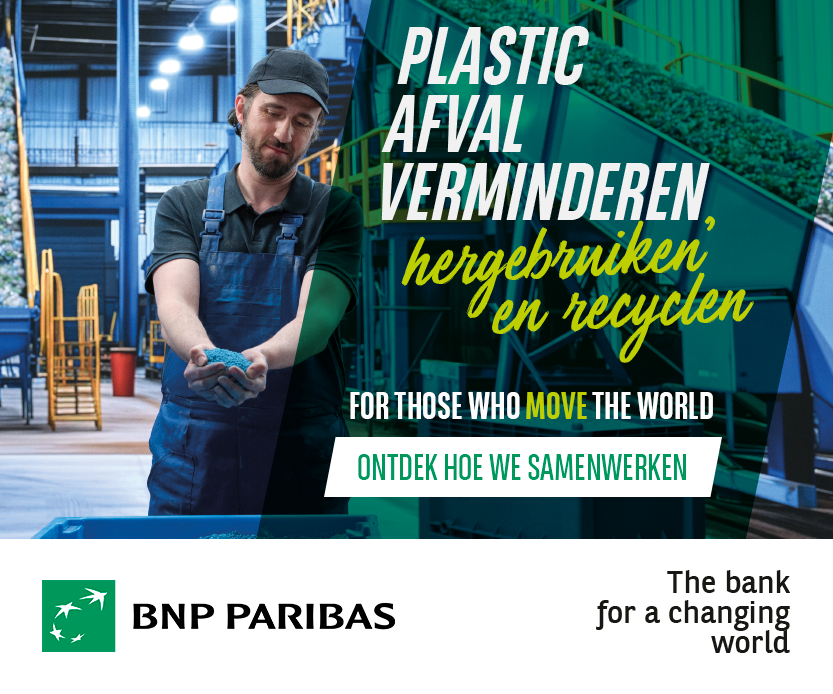 PLASTIC
AFVAL
VERMINDEREN,
hergebruiken
en recyclen
FOR THOSE WHO MOVE THE WORLD
ONTDEK HOE WE SAMENWERKEN
BNP PARIBAS
The bank
for a changing
world